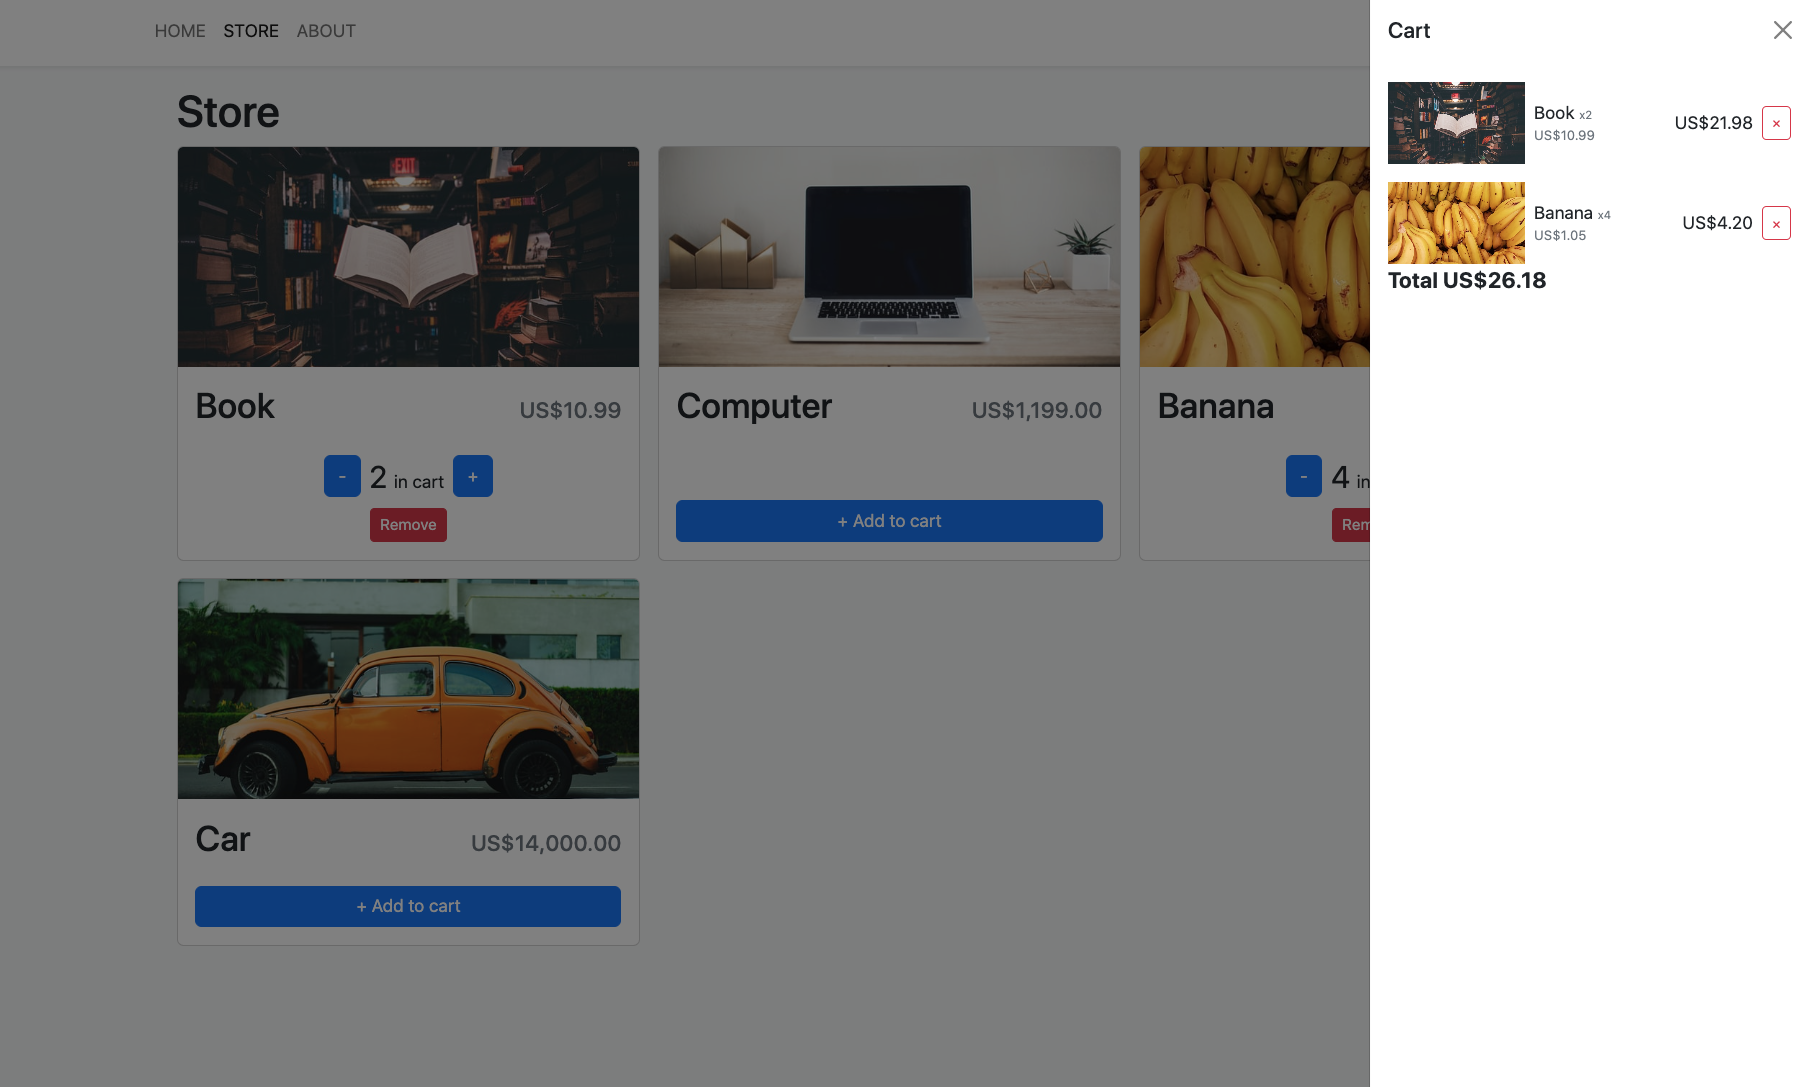 HOME STORE ABOUT
Store
EXIT
Book US$10.99
- 2 in cart +
Remove
Computer US$1,199.00
+ Add to cart
Banana
- 4 in
Rem
Car US$14,000.00
+ Add to cart
Cart
Book x2
US$10.99
US$21.98 ×
Banana x4
US$1.05
US$4.20 ×
Total US$26.18